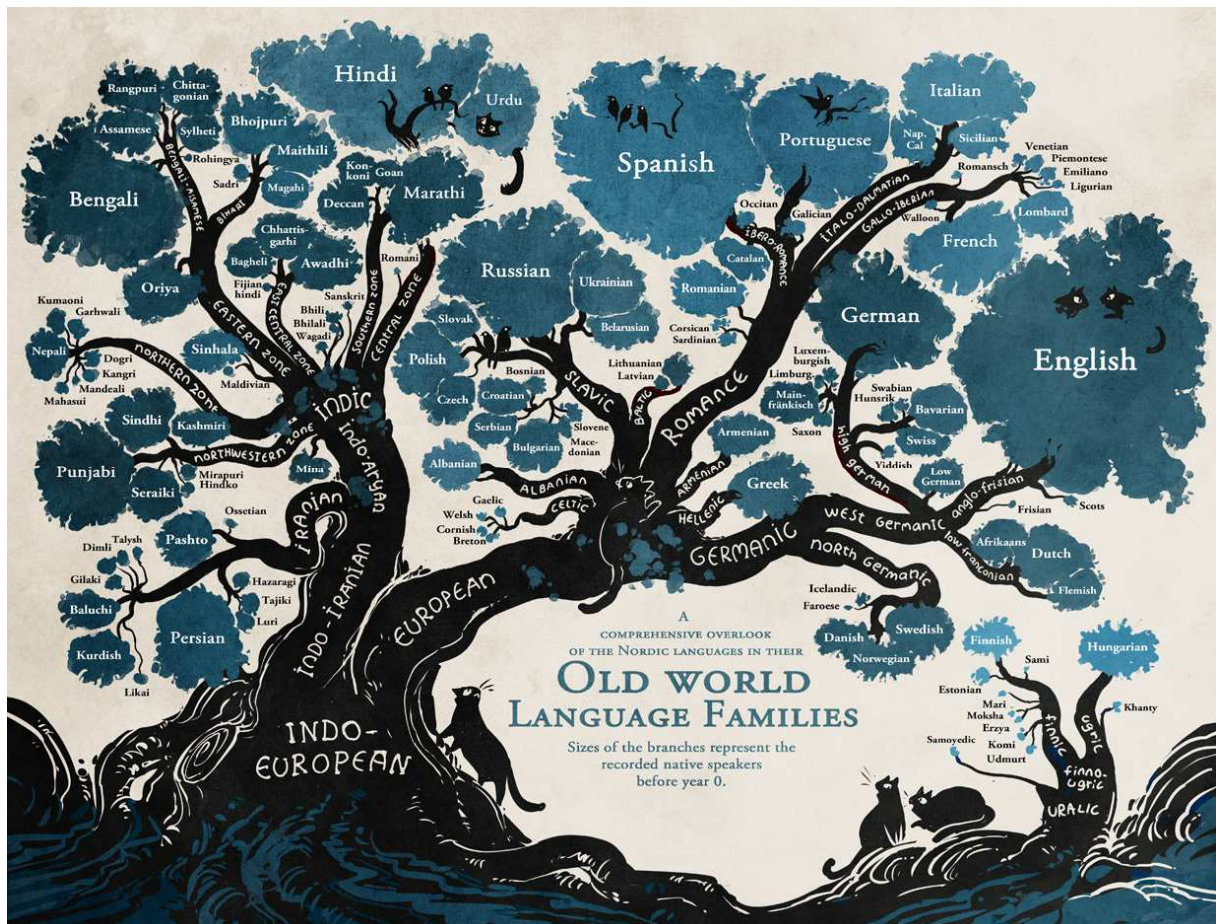 Hindi
Urdu
Rangpuri
Chitta-
gonian
Assamese
Sylheti
Rohingya
Bengali
BENGALI-ASSAMESE
Bhojpuri
Maithili
Sadri
Magahi
BIHARI
Oriya
EASTERN ZONE
Chhattis-
garhi
Bagheli
Awadhi
Fijian
hindi
EAST CENTRAL ZONE
Kon-
koni
Goan
Deccan
Marathi
SOUTHERN ZONE
Romani
CENTRAL ZONE
Sanskrit
Bhili
Bhilali
Wagadi
Kumaoni
Garhwali
Nepali
Dogri
Kangri
Mandeali
Mahasui
NORTHERN ZONE
Sinhala
Maldivian
INDIC
Sindhi
Kashmiri
Punjabi
NORTHWESTERN ZONE
Mirapuri
Hindko
Seraiki
Mina
INDO-ARYAN
Ossetian
IRANIAN
Pashto
Talysh
Dimli
Gilaki
Baluchi
Kurdish
Likai
Persian
Hazaragi
Tajiki
Luri
INDO-IRANIAN
INDO-
EUROPEAN
EUROPEAN
Russian
Ukrainian
Belarusian
Slovak
Polish
Czech
Bosnian
Croatian
Serbian
Bulgarian
Slovene
Mace-
donian
SLAVIC
Lithuanian
Latvian
BALTIC
Albanian
ALBANIAN
Gaelic
Welsh
Cornish
Breton
CELTIC
Spanish
Portuguese
Occitan
Galician
Catalan
IBERO-ROMANCE
Romanian
Corsican
Sardinian
ROMANCE
Italian
Nap.
Cal
Sicilian
ITALO-DALMATIAN
GALLO-IBERIAN
Romansch
Venetian
Piemontese
Emiliano
Ligurian
Walloon
Lombard
French
Armenian
ARMENIAN
Greek
HELLENIC
GERMANIC
German
Luxem-
burgish
Limburg.
Main-
fränkisch
Saxon
Swabian
Hunsrik
Bavarian
Swiss
Yiddish
high german
Low
German
WEST GERMANIC
English
anglo-frisian
Frisian
Scots
low franconian
Afrikaans
Dutch
Flemish
NORTH GERMANIC
Icelandic
Faroese
Danish
Swedish
Norwegian
A
COMPREHENSIVE OVERLOOK
OF THE NORDIC LANGUAGES IN THEIR
OLD WORLD
LANGUAGE FAMILIES
Sizes of the branches represent the
recorded native speakers
before year 0.
Finnish
Sami
Estonian
Mari
Moksha
Erzya
Komi
Udmurt
Samoyedic
finnic
Hungarian
Khanty
ugric
finno-
ugric
URALIC